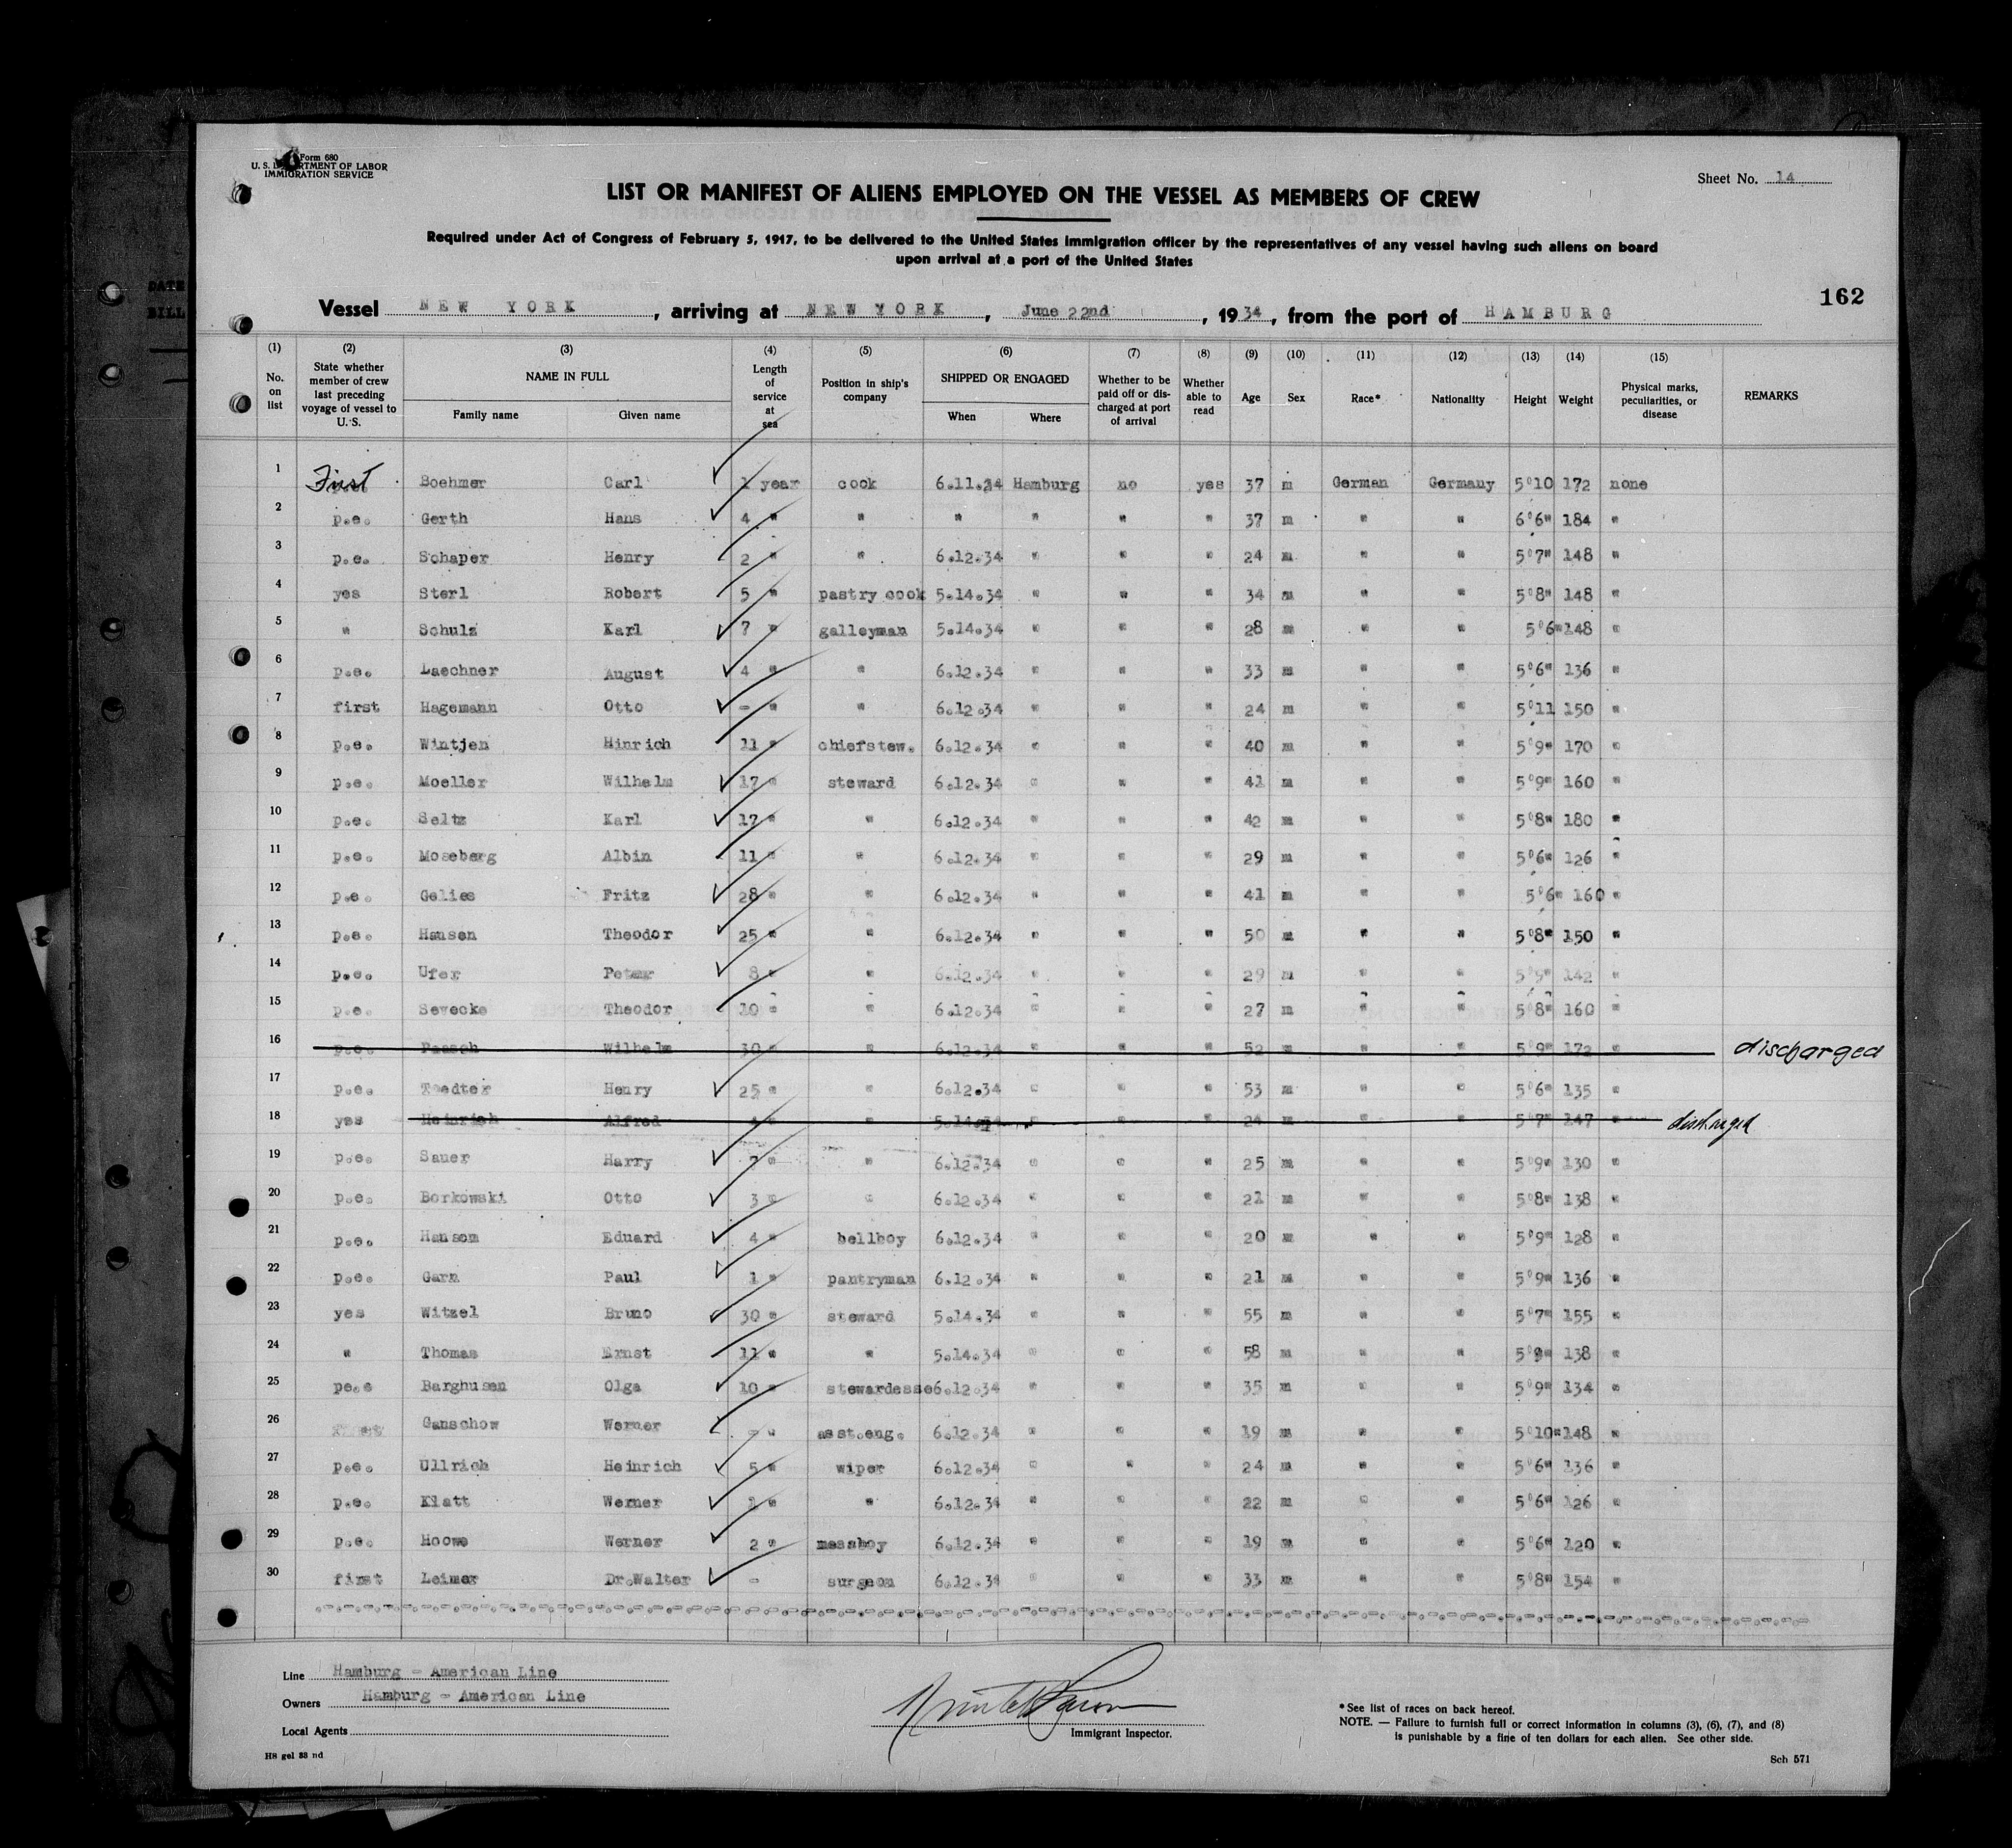 Form 680
U. S. DEPARTMENT OF LABOR
IMMIGRATION SERVICE
Sheet No. 14
LIST OR MANIFEST OF ALIENS EMPLOYED ON THE VESSEL AS MEMBERS OF CREW
Required under Act of Congress of February 5, 1917, to be delivered to the United States immigration officer by the representatives of any vessel having such aliens on board
upon arrival at a port of the United States
162
Vessel NEW YORK, arriving at NEW YORK, June 22nd, 1934, from the port of HAMBURG
(1) No. on list (2) State whether member of crew last preceding voyage of vessel to U.S. (3) NAME IN FULL Family name Given name (4) Length of service at sea (5) Position in ship's company (6) SHIPPED OR ENGAGED When Where (7) Whether to be paid off or discharged at port of arrival (8) Whether able to read (9) Age (10) Sex (11) Race* (12) Nationality (13) Height (14) Weight (15) Physical marks, peculiarities, or disease REMARKS
1 First Boehmer Carl 1 year cook 6.11.34 Hamburg no yes 37 m German Germany 5'10 172 none
2 p.e. Gerth Hans 4 " " " " " " 37 m " " 6'6" 184 "
3 p.e. Schaper Henry 2 " " 6.12.34 " " " 24 m " " 5'7" 148 "
4 yes Sterl Robert 5 " pastry cook 5.14.34 " " " 34 m " " 5'8" 148 "
5 " Schulz Karl 7 " galleyman 5.14.34 " " " 28 m " " 5'6" 148 "
6 p.e. Laechner August 4 " " 6.12.34 " " " 33 m " " 5'6" 136 "
7 first Hagemann Otto - " " 6.12.34 " " " 24 m " " 5'11 150 "
8 p.e. Wintjen Hinrich 11 " chiefstew. 6.12.34 " " " 40 m " " 5'9" 170 "
9 p.e. Moeller Wilhelm 17 " steward 6.12.34 " " " 41 m " " 5'9" 160 "
10 p.e. Seltz Karl 17 " " 6.12.34 " " " 42 m " " 5'8" 180 "
11 p.e. Moseberg Albin 11 " " 6.12.34 " " " 29 m " " 5'6" 126 "
12 p.e. Gelies Fritz 28 " " 6.12.34 " " " 41 m " " 5'6" 160 "
13 p.e. Hansen Theodor 25 " " 6.12.34 " " " 50 m " " 5'8" 150 "
14 p.e. Ufer Peter 8 " " 6.12.34 " " " 29 m " " 5'9" 142 "
15 p.e. Sevecke Theodor 10 " " 6.12.34 " " " 27 m " " 5'8" 160 "
16 p.e. Wilhelm 30 " " 6.12.34 " " " 52 m " " 5'9" 172 " discharged
17 p.e. Toedter Henry 25 " " 6.12.34 " " " 53 m " " 5'6" 135 "
18 yes Heinrich Alfred 4 " " 5.14.34 " " " 24 m " " 5'7" 147 " discharged
19 p.e. Sauer Harry " " 6.12.34 " " " 25 m " " 5'9" 130 "
20 p.e. Borkowski Otto 3 " " 6.12.34 " " " 21 m " " 5'8" 138 "
21 p.e. Hansom Eduard 4 " bellboy 6.12.34 " " " 20 m " " 5'9" 128 "
22 p.e. Garn Paul 1 " pantryman 6.12.34 " " " 21 m " " 5'9" 136 "
23 yes Witzel Bruno 30 " steward 5.14.34 " " " 55 m " " 5'7" 155 "
24 " Thomas Ernst 11 " " 5.14.34 " " " 58 m " " 5'9" 138 "
25 pe.e Barghusen Olga 10 " stewardesse 6.12.34 " " " 35 m " " 5'9" 134 "
26 Ganschow Werner - " asst.eng. 6.12.34 " " " 19 m " " 5'10" 148 "
27 p.e. Ullrich Heinrich 5 " wiper 6.12.34 " " " 24 m " " 5'6" 136 "
28 p.e. Klatt Werner 1 " " 6.12.34 " " " 22 m " " 5'6" 126 "
29 p.e. Hoowe Werner 2 " messboy 6.12.34 " " " 19 m " " 5'6" 120 "
30 first Leimer Dr.Walter - surgeon 6.12.34 " " " 33 m " " 5'8" 154 "
Line Hamburg - American Line
Owners Hamburg - American Line
Local Agents
Immigrant Inspector.
* See list of races on back hereof.
NOTE. — Failure to furnish full or correct information in columns (3), (6), (7), and (8)
is punishable by a fine of ten dollars for each alien. See other side.
H8 gel 33 nd
Sch 571
DATE
BILL